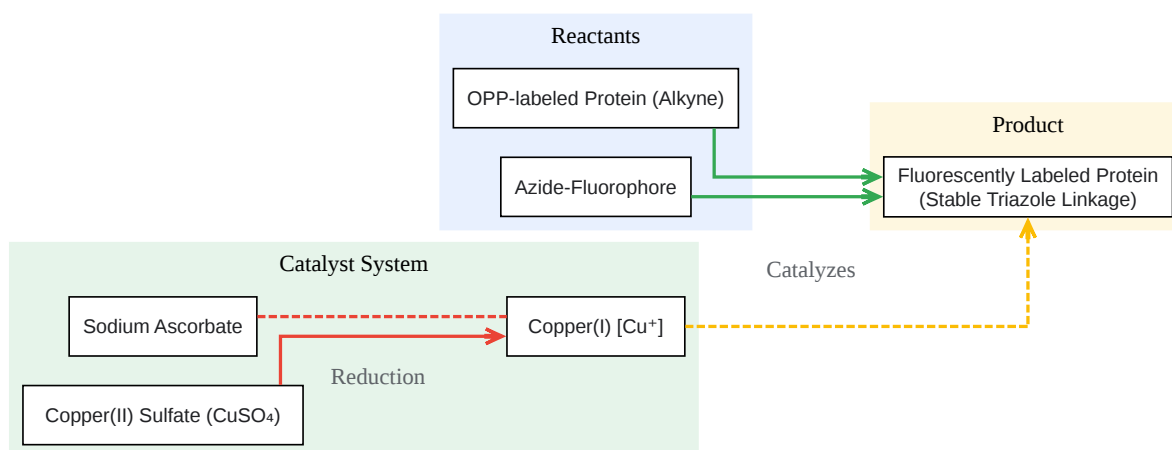 Reactants
OPP-labeled Protein (Alkyne)
Azide-Fluorophore
Product
Fluorescently Labeled Protein
(Stable Triazole Linkage)
Catalyst System
Sodium Ascorbate
Copper(I) [Cu⁺]
Copper(II) Sulfate (CuSO₄)
Reduction
Catalyzes